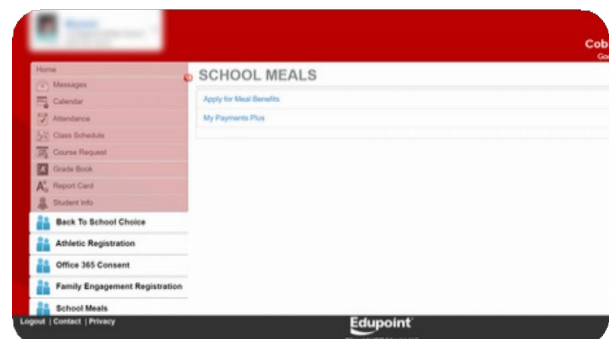 Cob
Go
Home
Messages
Calendar
Attendance
Class Schedule
Course Request
Grade Book
Report Card
Student Info
Back To School Choice
Athletic Registration
Office 365 Consent
Family Engagement Registration
School Meals
SCHOOL MEALS
Apply for Meal Benefits
My Payments Plus
Logout | Contact | Privacy
Edupoint